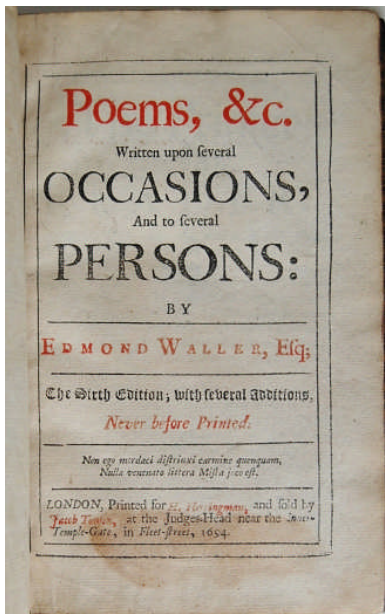 Poems, &c.
Written upon ſeveral
OCCASIONS,
And to ſeveral
PERSONS:
BY
EDMOND WALLER, Eſq;
The Sixth Edition; with ſeveral Additions,
Never before Printed.
Non ego mordaci diſtrinxi carmine quenquam,
Nulla venenato littera Miſta joco eſt.
LONDON, Printed for H. Herringman, and ſold by
Jacob Tonſon, at the Judges-Head near the Inner-
Temple-Gate, in Fleet-ſtreet, 1694.